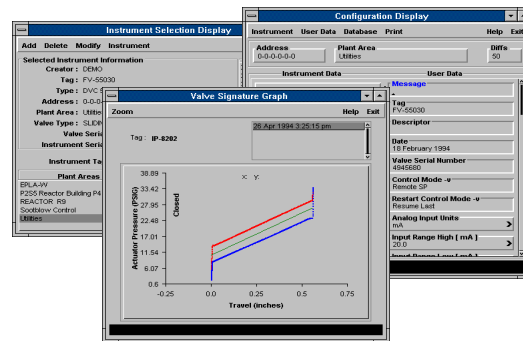 Instrument Selection Display
Add Delete Modify Instrument
Selected Instrument Information
Creator : DEMO
Tag : FV-55030
Type : DVC 5
Address : 0-0-0
Plant Area : Utilities
Valve Type : SLIDI
Valve Seria
Instrument Seria
Instrument Ta
Plant Areas
EPLA-W
P2S5 Reactor Building P4
REACTOR R9
Sootblow Control
Utilities
Configuration Display
Instrument User Data Database Print Help Exit
Address
0-0-0-0-0
Plant Area
Utilities
Diffs
50
Instrument Data
User Data
Message
Tag
FV-55030
Descriptor
Date
18 February 1994
Valve Serial Number
4945680
Control Mode -v
Remote SP
Restart Control Mode -v
Resume Last
Analog Input Units
mA
Input Range High [ mA ]
20.0
Input Range Low [ mA ]
Valve Signature Graph
Zoom Help Exit
Tag : IP-8202
26 Apr 1994 3:25:15 pm
x: y:
Closed
Actuator Pressure (PSIG)
38.89
33.42
27.95
22.48
17.01
11.54
6.07
0.6
-0.25 0.0 0.25 0.5 0.75
Travel (inches)